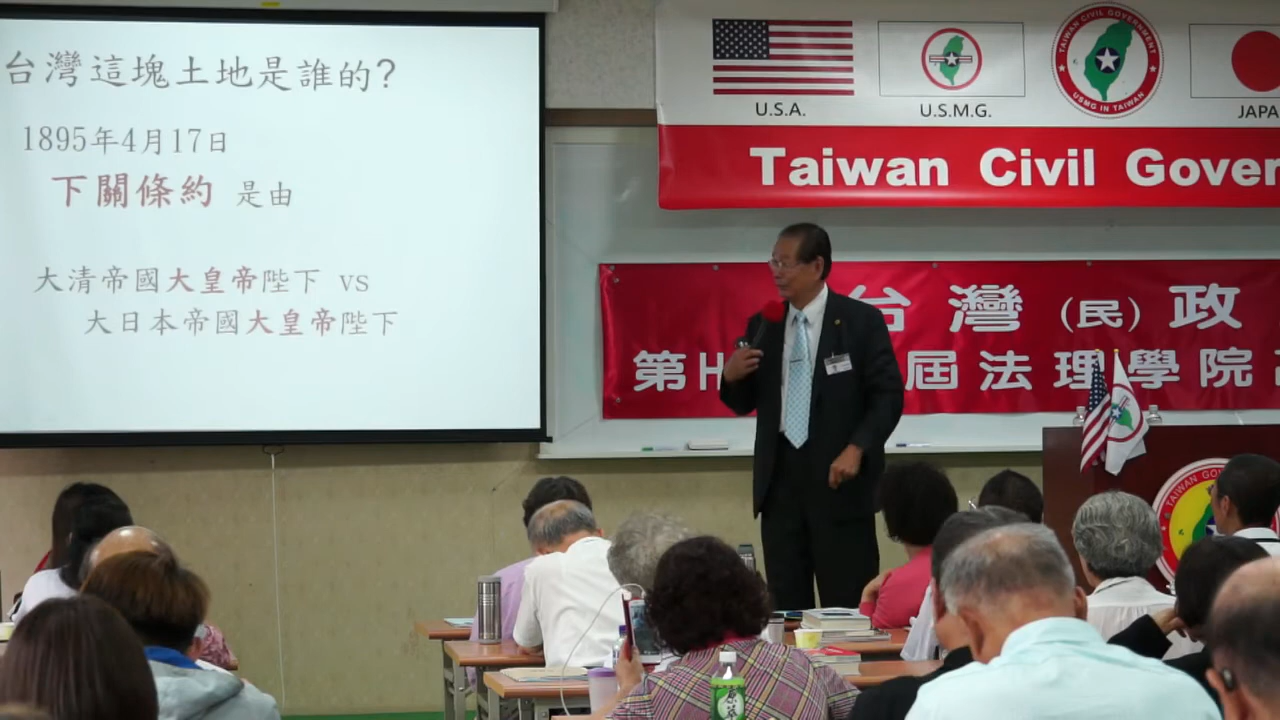 台灣這塊土地是誰的?
1895年4月17日
下關條約 是由
大清帝國大皇帝陛下 vs
大日本帝國大皇帝陛下
U.S.A.
U.S.M.G.
TAIWAN CIVIL GOVERNMENT
USMG IN TAIWAN
JAPA
Taiwan Civil Gover
台灣(民)政
第H 屆法理學院
TAIWAN GO